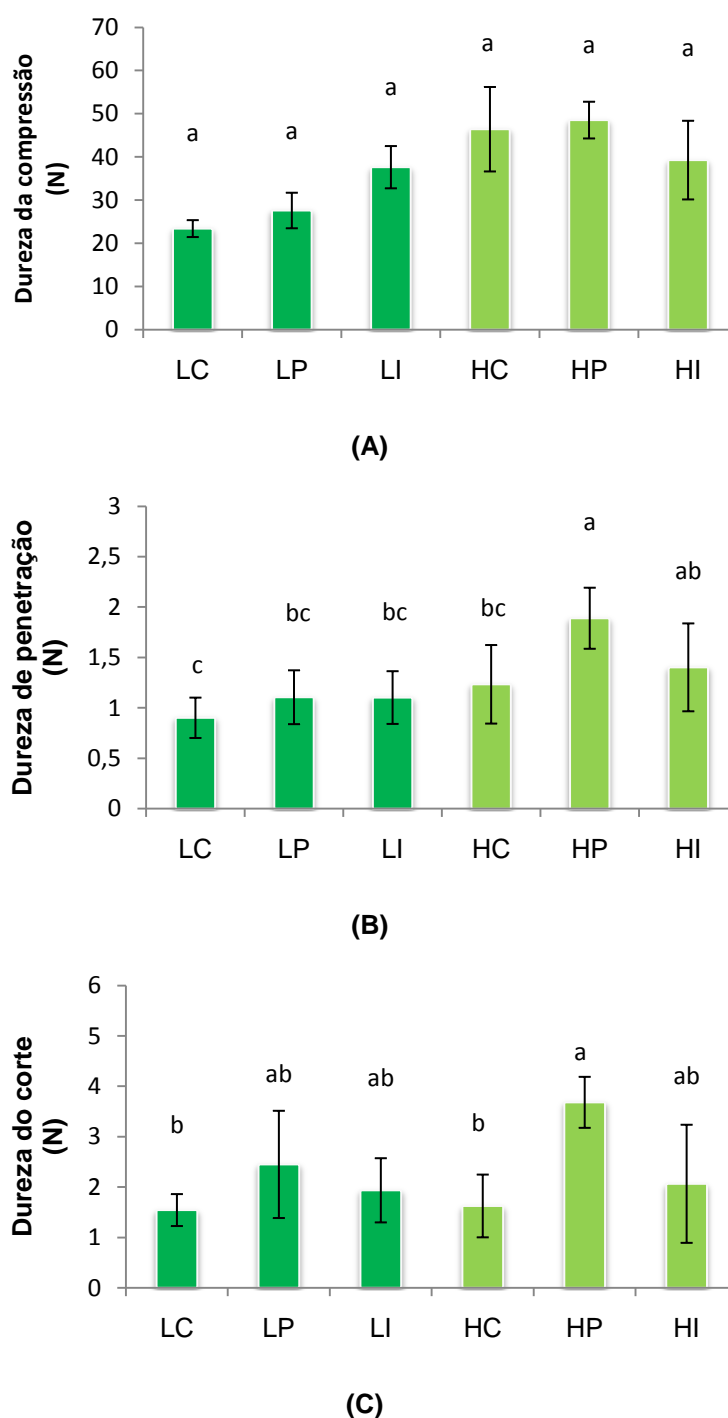 Dureza da compressão
(N)
70
60
50
40
30
20
10
0
a a a a a a
LC LP LI HC HP HI
(A)
Dureza de penetração
(N)
3
2,5
2
1,5
1
0,5
0
c bc bc bc a ab
LC LP LI HC HP HI
(B)
Dureza do corte
(N)
6
5
4
3
2
1
0
b ab ab b a ab
LC LP LI HC HP HI
(C)